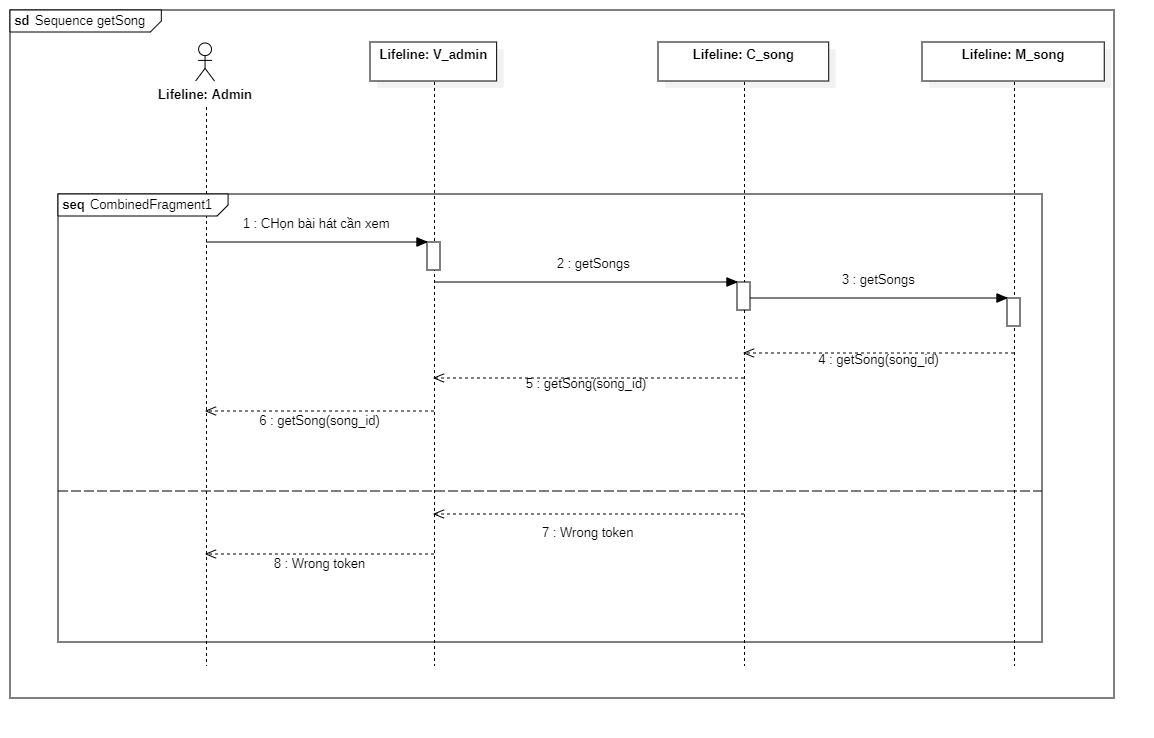 sd Sequence getSong
Lifeline: V_admin
Lifeline: C_song
Lifeline: M_song
Lifeline: Admin
seq CombinedFragment1
1 : CHọn bài hát cần xem
2 : getSongs
3 : getSongs
4 : getSong(song_id)
5 : getSong(song_id)
6 : getSong(song_id)
7 : Wrong token
8 : Wrong token